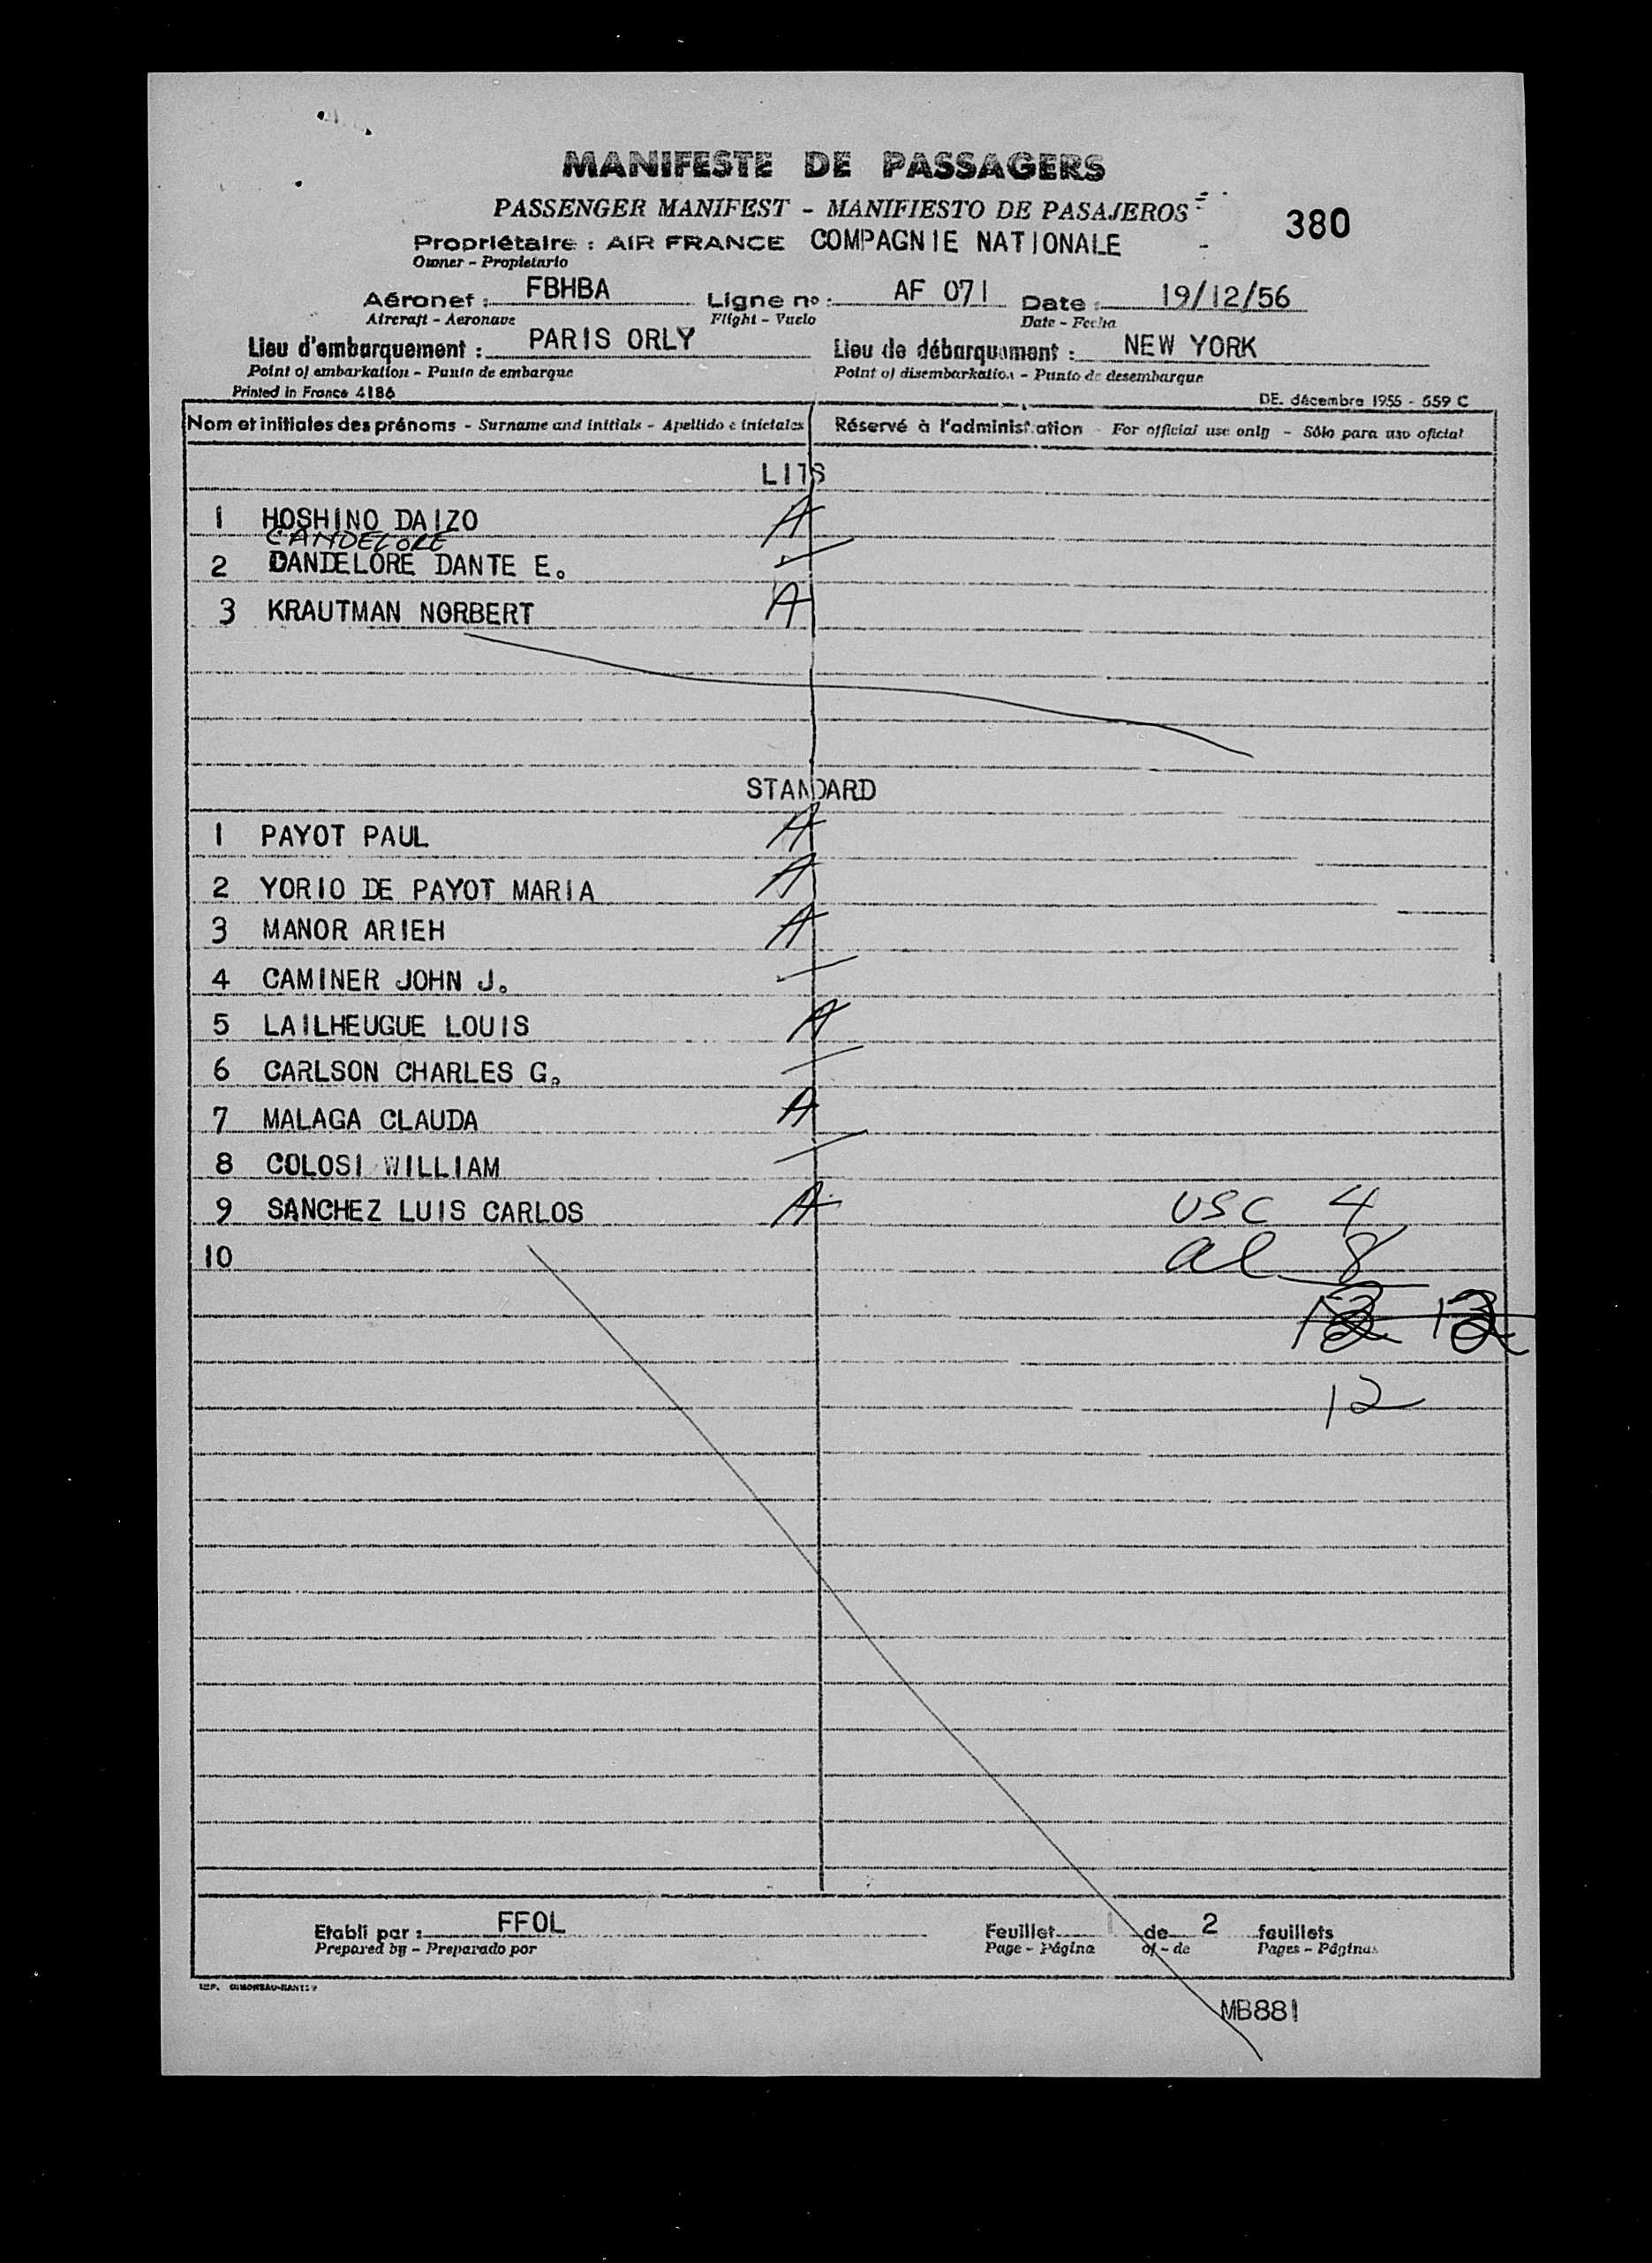 MANIFESTE DE PASSAGERS
PASSENGER MANIFEST - MANIFIESTO DE PASAJEROS
380
Propriétaire : AIR FRANCE COMPAGNIE NATIONALE
Owner - Propietario
Aéronef : FBHBA Ligne nº : AF 071 Date : 19/12/56
Aircraft - Aeronave Flight - Vuelo Date - Fecha
Lieu d'embarquement : PARIS ORLY Lieu de débarquement : NEW YORK
Point of embarkation - Punto de embarque Point of disembarkation - Punto de desembarque
Printed in France 4186 DE. décembre 1955 - 559 C
Nom et initiales des prénoms - Surname and initials - Apellido e iniciales Réservé à l'administration - For official use only - Sólo para uso oficial
LITS
1 HOSHINO DAIZO A
CANDELORE
2 DANDELORE DANTE E.
3 KRAUTMAN NORBERT A
STANDARD
1 PAYOT PAUL A
2 YORIO DE PAYOT MARIA A
3 MANOR ARIEH A
4 CAMINER JOHN J.
5 LAILHEUGUE LOUIS A
6 CARLSON CHARLES G.
7 MALAGA CLAUDA A
8 COLOSI WILLIAM
9 SANCHEZ LUIS CARLOS A USC 4
10 al 8
12
Etabli par : FFOL Feuillet 1 de 2 feuillets
Prepared by - Preparado por Page - Página of - de Pages - Páginas
MB881